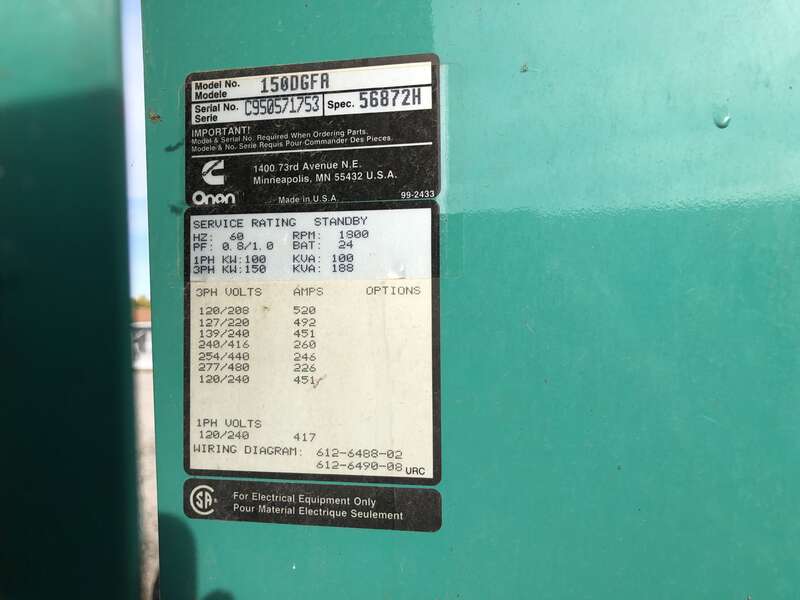 Model No. 150DGFA
Modele
Serial No. C950571753 Spec. 56872H
Serie
IMPORTANT!
Model & Serial No. Required When Ordering Parts.
Modele & No. Serie Requis Pour Commander Des Pieces.
1400 73rd Avenue N.E.
Minneapolis, MN 55432 U.S.A.
Onan Made in U.S.A. 99-2433
SERVICE RATING STANDBY
HZ: 60 RPM: 1800
PF: 0.8/1.0 BAT: 24
1PH KW:100 KVA: 100
3PH KW:150 KVA: 188
3PH VOLTS AMPS OPTIONS
120/208 520
127/220 492
139/240 451
240/416 260
254/440 246
277/480 226
120/240 451
1PH VOLTS
120/240 417
WIRING DIAGRAM: 612-6488-02
612-6490-08 URC
CSA For Electrical Equipment Only
Pour Material Electrique Seulement